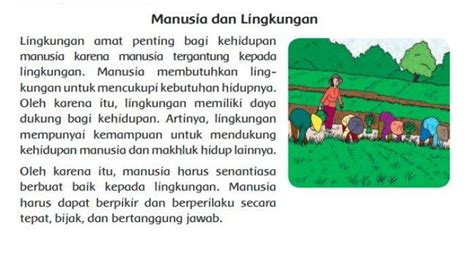 Manusia dan Lingkungan
Lingkungan amat penting bagi kehidupan
manusia karena manusia tergantung kepada
lingkungan. Manusia membutuhkan ling-
kungan untuk mencukupi kebutuhan hidupnya.
Oleh karena itu, lingkungan memiliki daya
dukung bagi kehidupan. Artinya, lingkungan
mempunyai kemampuan untuk mendukung
kehidupan manusia dan makhluk hidup lainnya.
Oleh karena itu, manusia harus senantiasa
berbuat baik kepada lingkungan. Manusia
harus dapat berpikir dan berperilaku secara
tepat, bijak, dan bertanggung jawab.